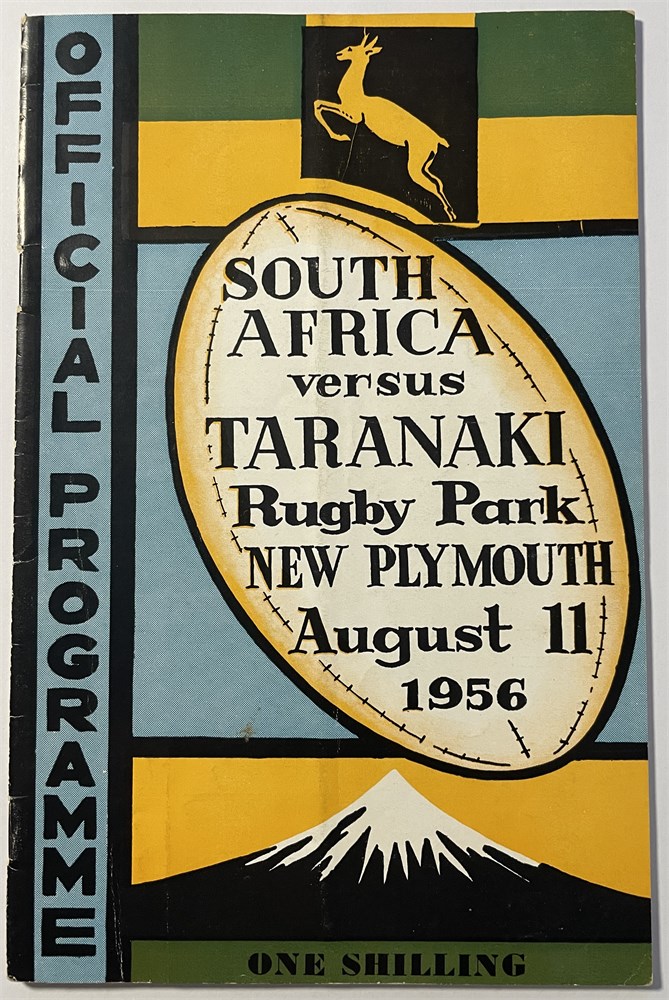 OFFICIAL PROGRAMME
SOUTH
AFRICA
versus
TARANAKI
Rugby Park
NEW PLYMOUTH
August 11
1956
ONE SHILLING